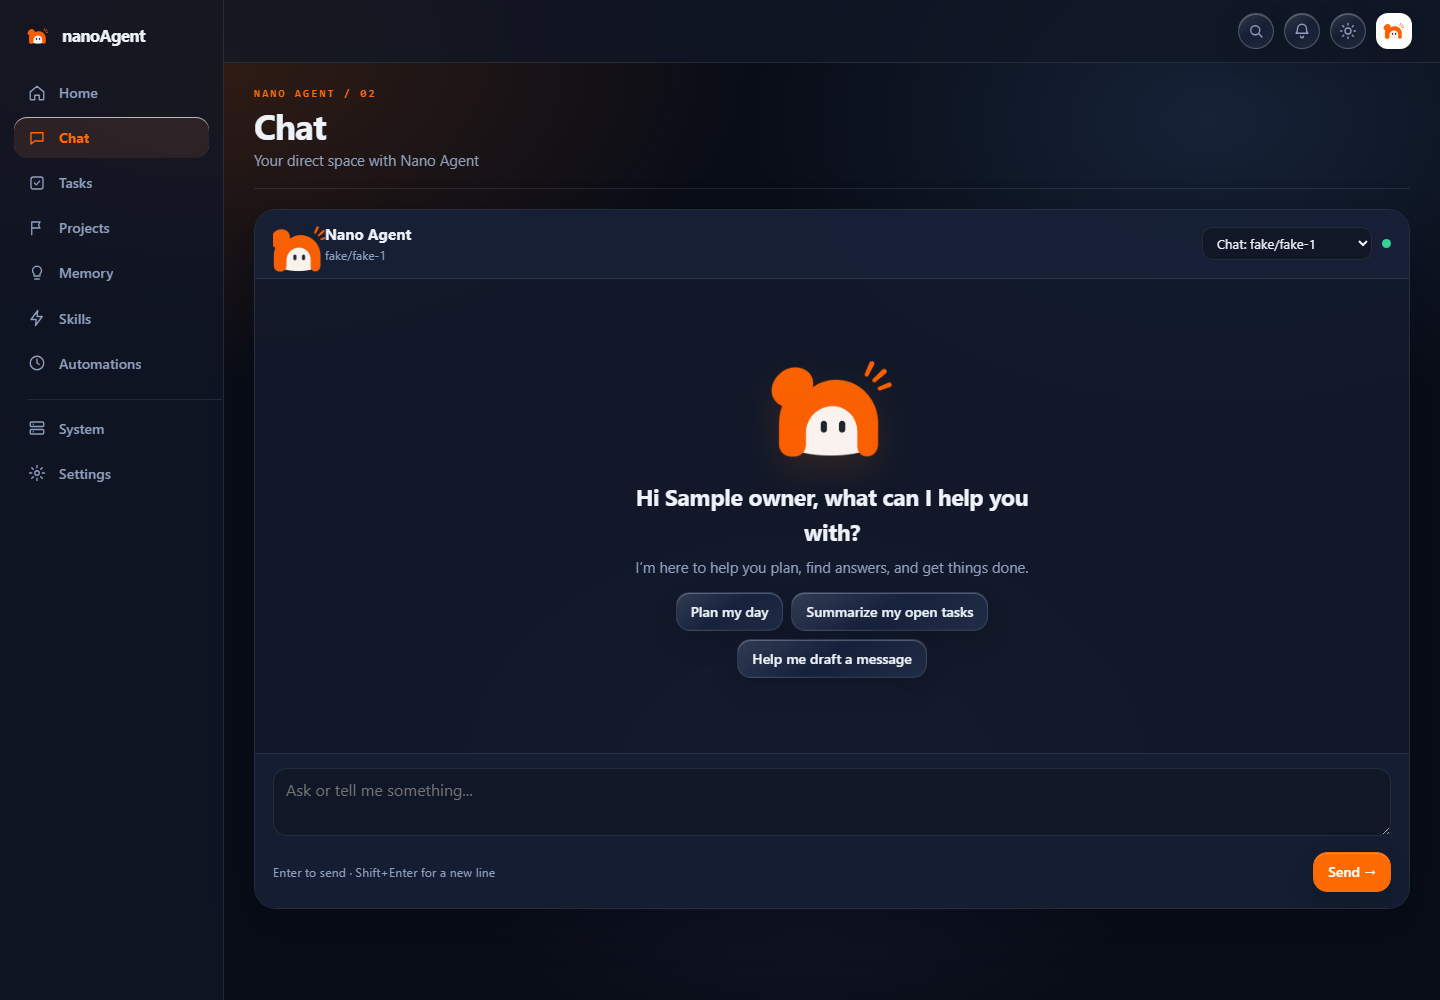 nanoAgent
Home
Chat
Tasks
Projects
Memory
Skills
Automations
System
Settings
NANO AGENT / 02
Chat
Your direct space with Nano Agent
Nano Agent
fake/fake-1
Chat: fake/fake-1
Hi Sample owner, what can I help you
with?
I'm here to help you plan, find answers, and get things done.
Plan my day
Summarize my open tasks
Help me draft a message
Ask or tell me something...
Enter to send · Shift+Enter for a new line
Send →